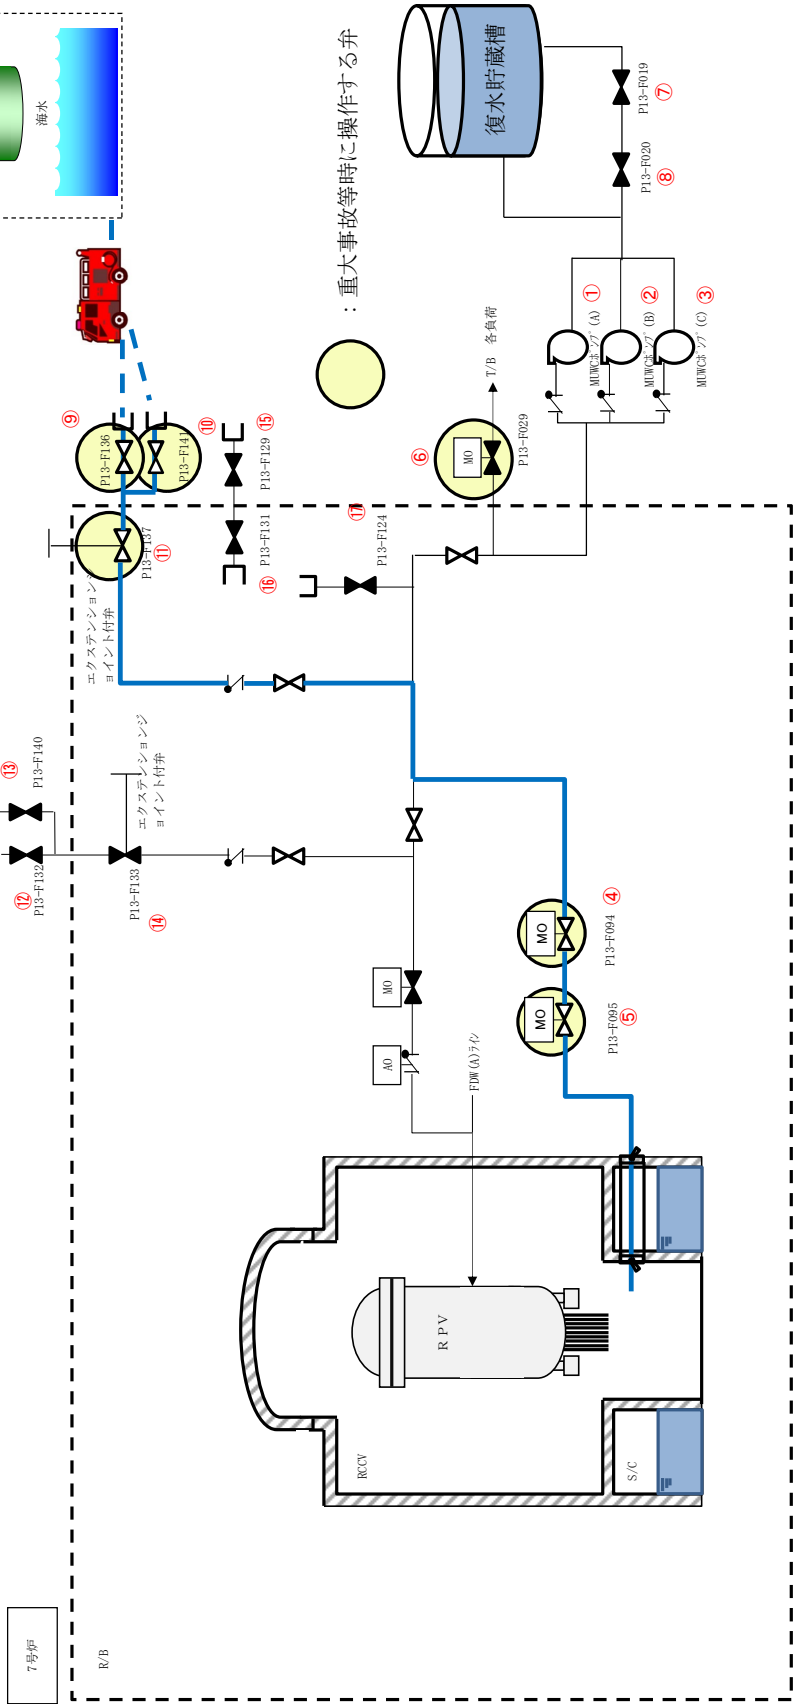 7号炉
R/B
海水
：重大事故等時に操作する弁
復水貯蔵槽
P13-F019
⑦
P13-F020
⑧
MUWCポンプ(A)
①
MUWCポンプ(B)
②
MUWCポンプ(C)
③
T/B 各負荷
⑥
MO
P13-F029
⑨
P13-F136
⑩
P13-F141
⑪
P13-F137
エクステンションジ
ョイント付弁
⑮
P13-F129
P13-F131
⑯
⑰
P13-F124
⑬
P13-F140
⑫
P13-F132
P13-F133
⑭
エクステンションジ
ョイント付弁
MO
AO
FDW(A)ライン
MO
④
P13-F094
MO
⑤
P13-F095
RPV
RCCV
S/C